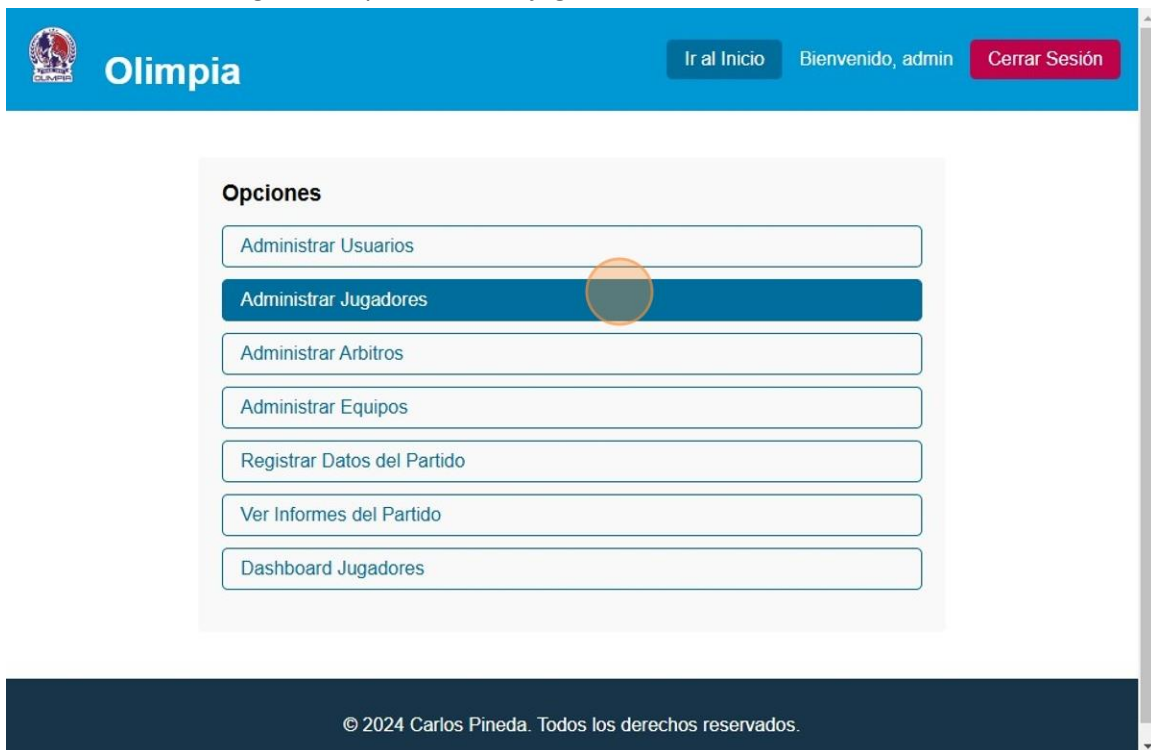 Olimpia
Ir al Inicio
Bienvenido, admin
Cerrar Sesión
OLIMPIA
Opciones
Administrar Usuarios
Administrar Jugadores
Administrar Arbitros
Administrar Equipos
Registrar Datos del Partido
Ver Informes del Partido
Dashboard Jugadores
© 2024 Carlos Pineda. Todos los derechos reservados.